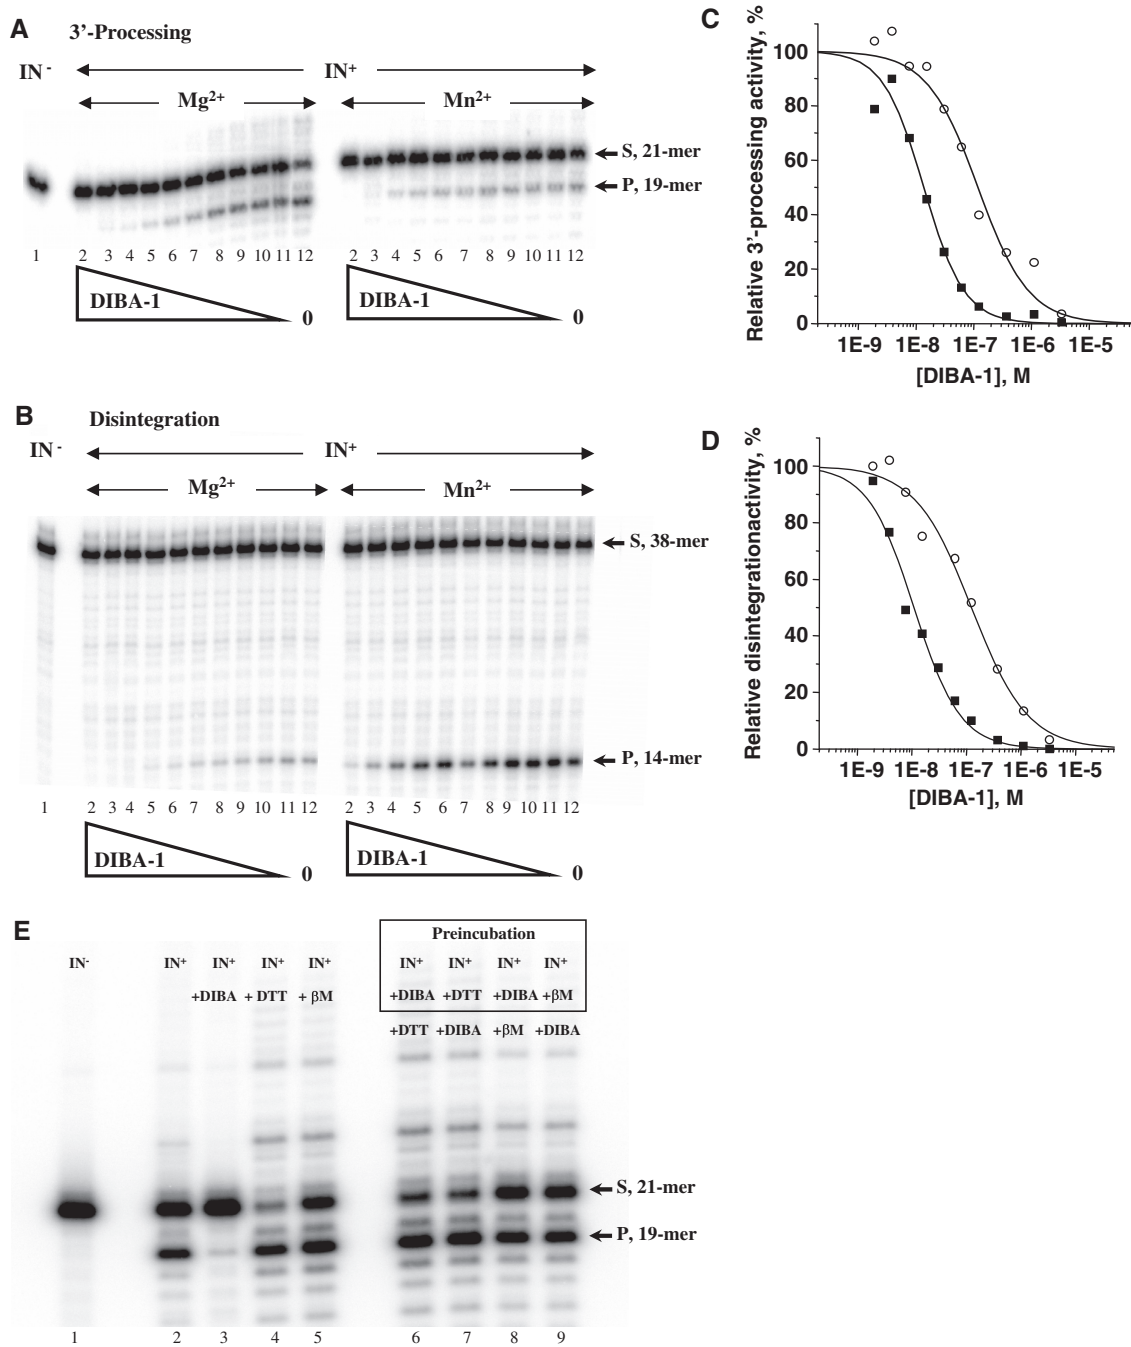 A
3’-Processing
IN-
IN+
Mg2+
Mn2+
S, 21-mer
P, 19-mer
1
2 3 4 5 6 7 8 9 10 11 12
2 3 4 5 6 7 8 9 10 11 12
DIBA-1
0
DIBA-1
0
B
Disintegration
IN-
IN+
Mg2+
Mn2+
S, 38-mer
P, 14-mer
1
2 3 4 5 6 7 8 9 10 11 12
2 3 4 5 6 7 8 9 10 11 12
DIBA-1
0
DIBA-1
0
C
Relative 3’-processing activity, %
100
80
60
40
20
0
1E-9 1E-8 1E-7 1E-6 1E-5
[DIBA-1], M
D
Relative disintegrationactivity, %
100
80
60
40
20
0
1E-9 1E-8 1E-7 1E-6 1E-5
[DIBA-1], M
E
Preincubation
IN- IN+ IN+ IN+ IN+ IN+ IN+ IN+ IN+
+DIBA + DTT + βM +DIBA +DTT +DIBA +βM
+DTT +DIBA +βM +DIBA
S, 21-mer
P, 19-mer
1 2 3 4 5 6 7 8 9